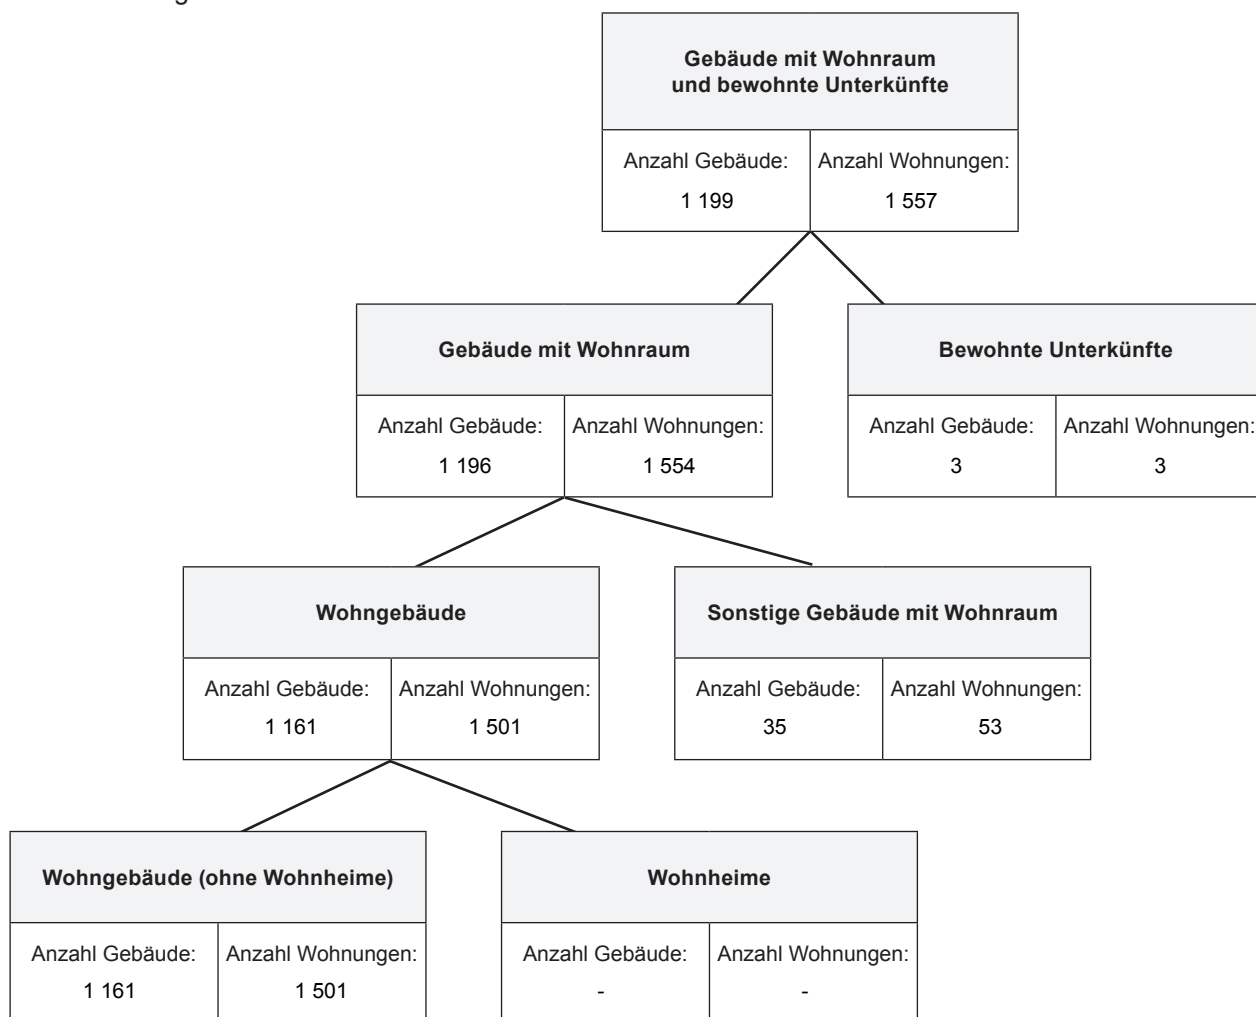 Gebäude mit Wohnraum
und bewohnte Unterkünfte
Anzahl Gebäude: Anzahl Wohnungen:
1 199 1 557
Gebäude mit Wohnraum
Anzahl Gebäude: Anzahl Wohnungen:
1 196 1 554
Bewohnte Unterkünfte
Anzahl Gebäude: Anzahl Wohnungen:
3 3
Wohngebäude
Anzahl Gebäude: Anzahl Wohnungen:
1 161 1 501
Sonstige Gebäude mit Wohnraum
Anzahl Gebäude: Anzahl Wohnungen:
35 53
Wohngebäude (ohne Wohnheime)
Anzahl Gebäude: Anzahl Wohnungen:
1 161 1 501
Wohnheime
Anzahl Gebäude: Anzahl Wohnungen:
- -